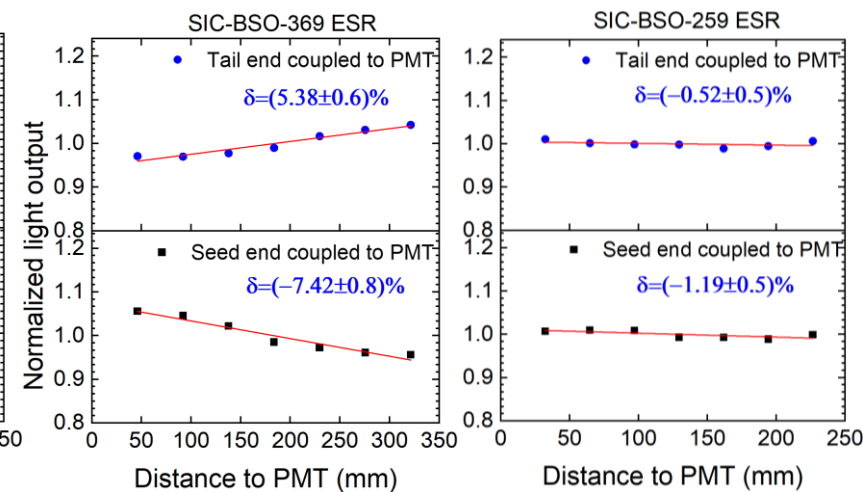 SIC-BSO-369 ESR
1.2
Tail end coupled to PMT
δ=(5.38±0.6)%
1.1
1.0
0.9
0.8
1.2
Seed end coupled to PMT
δ=(−7.42±0.8)%
1.1
1.0
0.9
0.8
Normalized light output
50
0 50 100 150 200 250 300 350
Distance to PMT (mm)
SIC-BSO-259 ESR
1.2
Tail end coupled to PMT
δ=(−0.52±0.5)%
1.1
1.0
0.9
0.8
1.2
Seed end coupled to PMT
δ=(−1.19±0.5)%
1.1
1.0
0.9
0.8
0 50 100 150 200 250
Distance to PMT (mm)